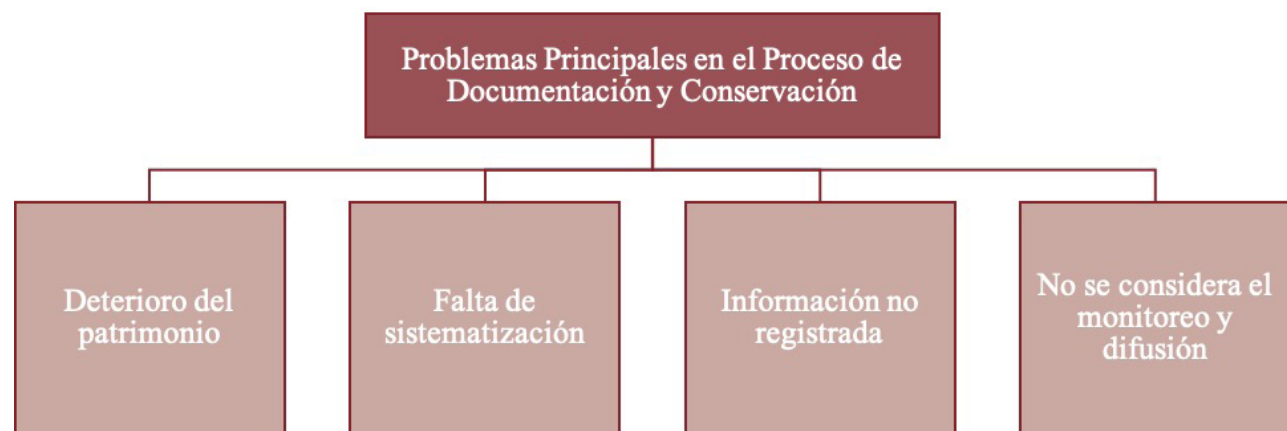 Problemas Principales en el Proceso de
Documentación y Conservación
Deterioro del
patrimonio
Falta de
sistematización
Información no
registrada
No se considera el
monitoreo y
difusión